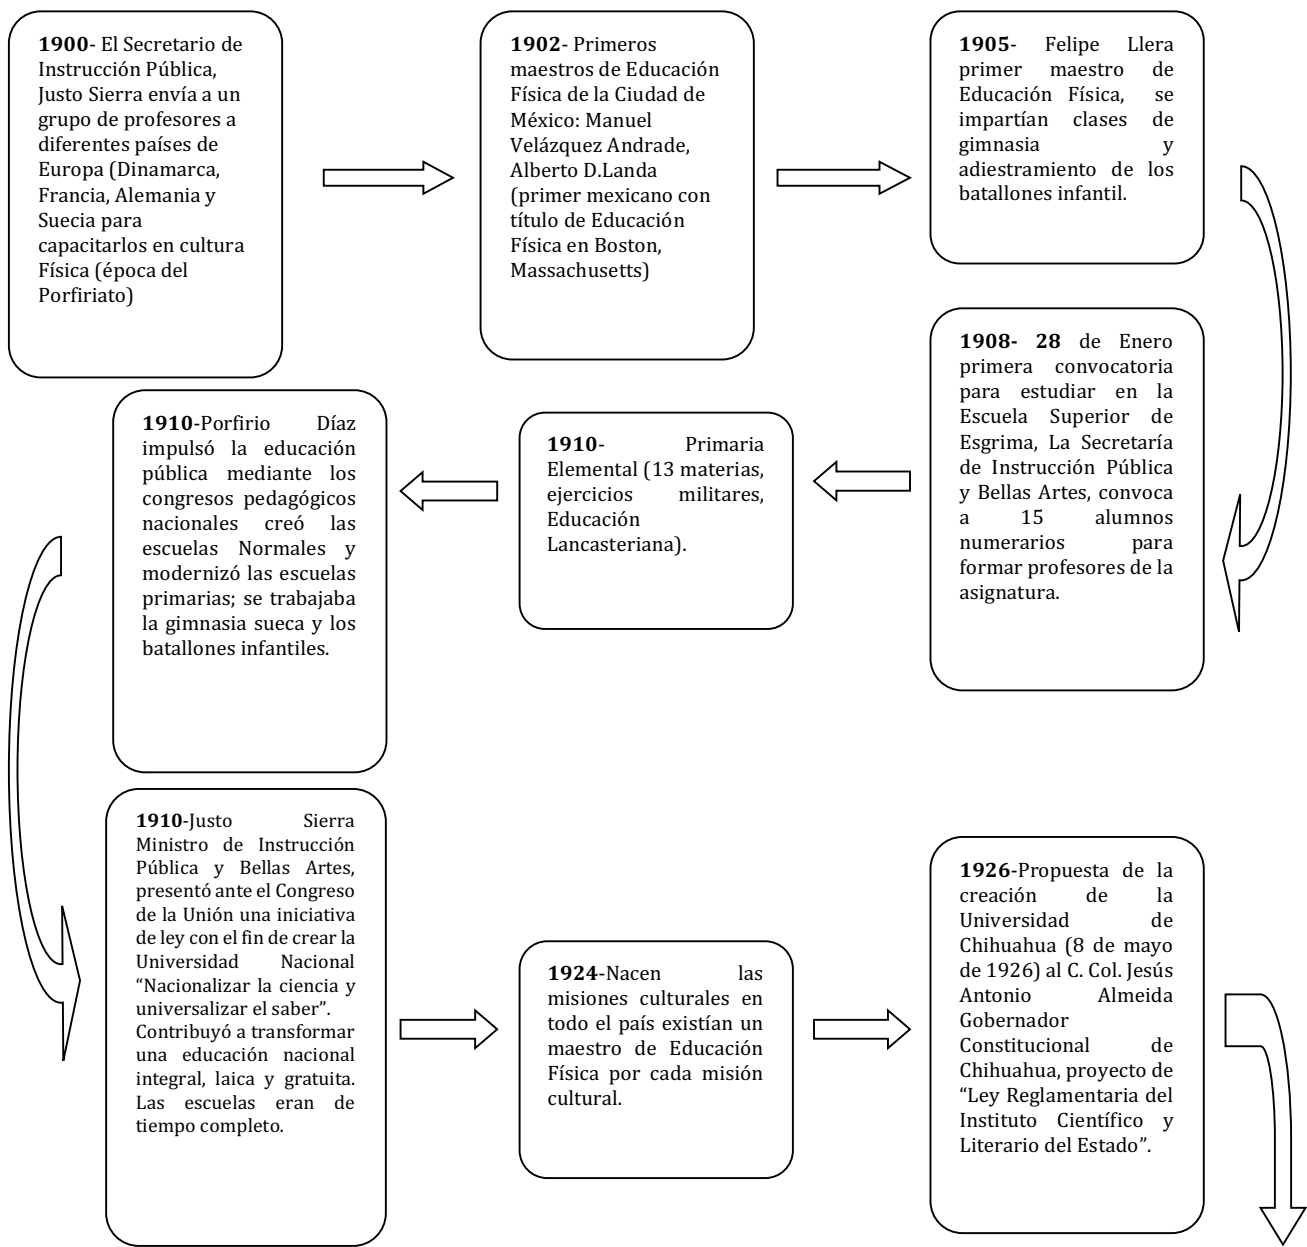 1900- El Secretario de
Instrucción Pública,
Justo Sierra envía a un
grupo de profesores a
diferentes países de
Europa (Dinamarca,
Francia, Alemania y
Suecia para
capacitarlos en cultura
Física (época del
Porfiriato)
1902- Primeros
maestros de Educación
Física de la Ciudad de
México: Manuel
Velázquez Andrade,
Alberto D.Landa
(primer mexicano con
título de Educación
Física en Boston,
Massachusetts)
1905- Felipe Llera
primer maestro de
Educación Física, se
impartían clases de
gimnasia y
adiestramiento de los
batallones infantil.
1908- 28 de Enero
primera convocatoria
para estudiar en la
Escuela Superior de
Esgrima, La Secretaría
de Instrucción Pública
y Bellas Artes, convoca
a 15 alumnos
numerarios para
formar profesores de la
asignatura.
1910- Primaria
Elemental (13 materias,
ejercicios militares,
Educación
Lancasteriana).
1910-Porfirio Díaz
impulsó la educación
pública mediante los
congresos pedagógicos
nacionales creó las
escuelas Normales y
modernizó las escuelas
primarias; se trabajaba
la gimnasia sueca y los
batallones infantiles.
1910-Justo Sierra
Ministro de Instrucción
Pública y Bellas Artes,
presentó ante el Congreso
de la Unión una iniciativa
de ley con el fin de crear la
Universidad Nacional
“Nacionalizar la ciencia y
universalizar el saber”.
Contribuyó a transformar
una educación nacional
integral, laica y gratuita.
Las escuelas eran de
tiempo completo.
1924-Nacen las
misiones culturales en
todo el país existían un
maestro de Educación
Física por cada misión
cultural.
1926-Propuesta de la
creación de la
Universidad de
Chihuahua (8 de mayo
de 1926) al C. Col. Jesús
Antonio Almeida
Gobernador
Constitucional de
Chihuahua, proyecto de
“Ley Reglamentaria del
Instituto Científico y
Literario del Estado”.